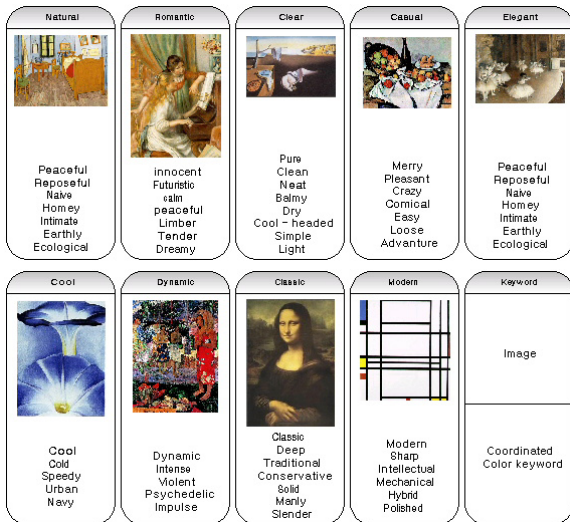 Natural
Peaceful
Reposeful
Naive
Homey
Intimate
Earthly
Ecological
Romantic
innocent
Futuristic
calm
peaceful
Limber
Tender
Dreamy
Clear
Pure
Clean
Neat
Balmy
Dry
Cool - headed
Simple
Light
Casual
Merry
Pleasant
Crazy
Comical
Easy
Loose
Advanture
Elegant
Peaceful
Reposeful
Naive
Homey
Intimate
Earthly
Ecological
Cool
Cool
Cold
Speedy
Urban
Navy
Dynamic
Dynamic
Intense
Violent
Psychedelic
Impulse
Classic
Classic
Deep
Traditional
Conservative
Solid
Manly
Slender
Modern
Modern
Sharp
Intellectual
Mechanical
Hybrid
Polished
Keyword
Image
Coordinated
Color keyword